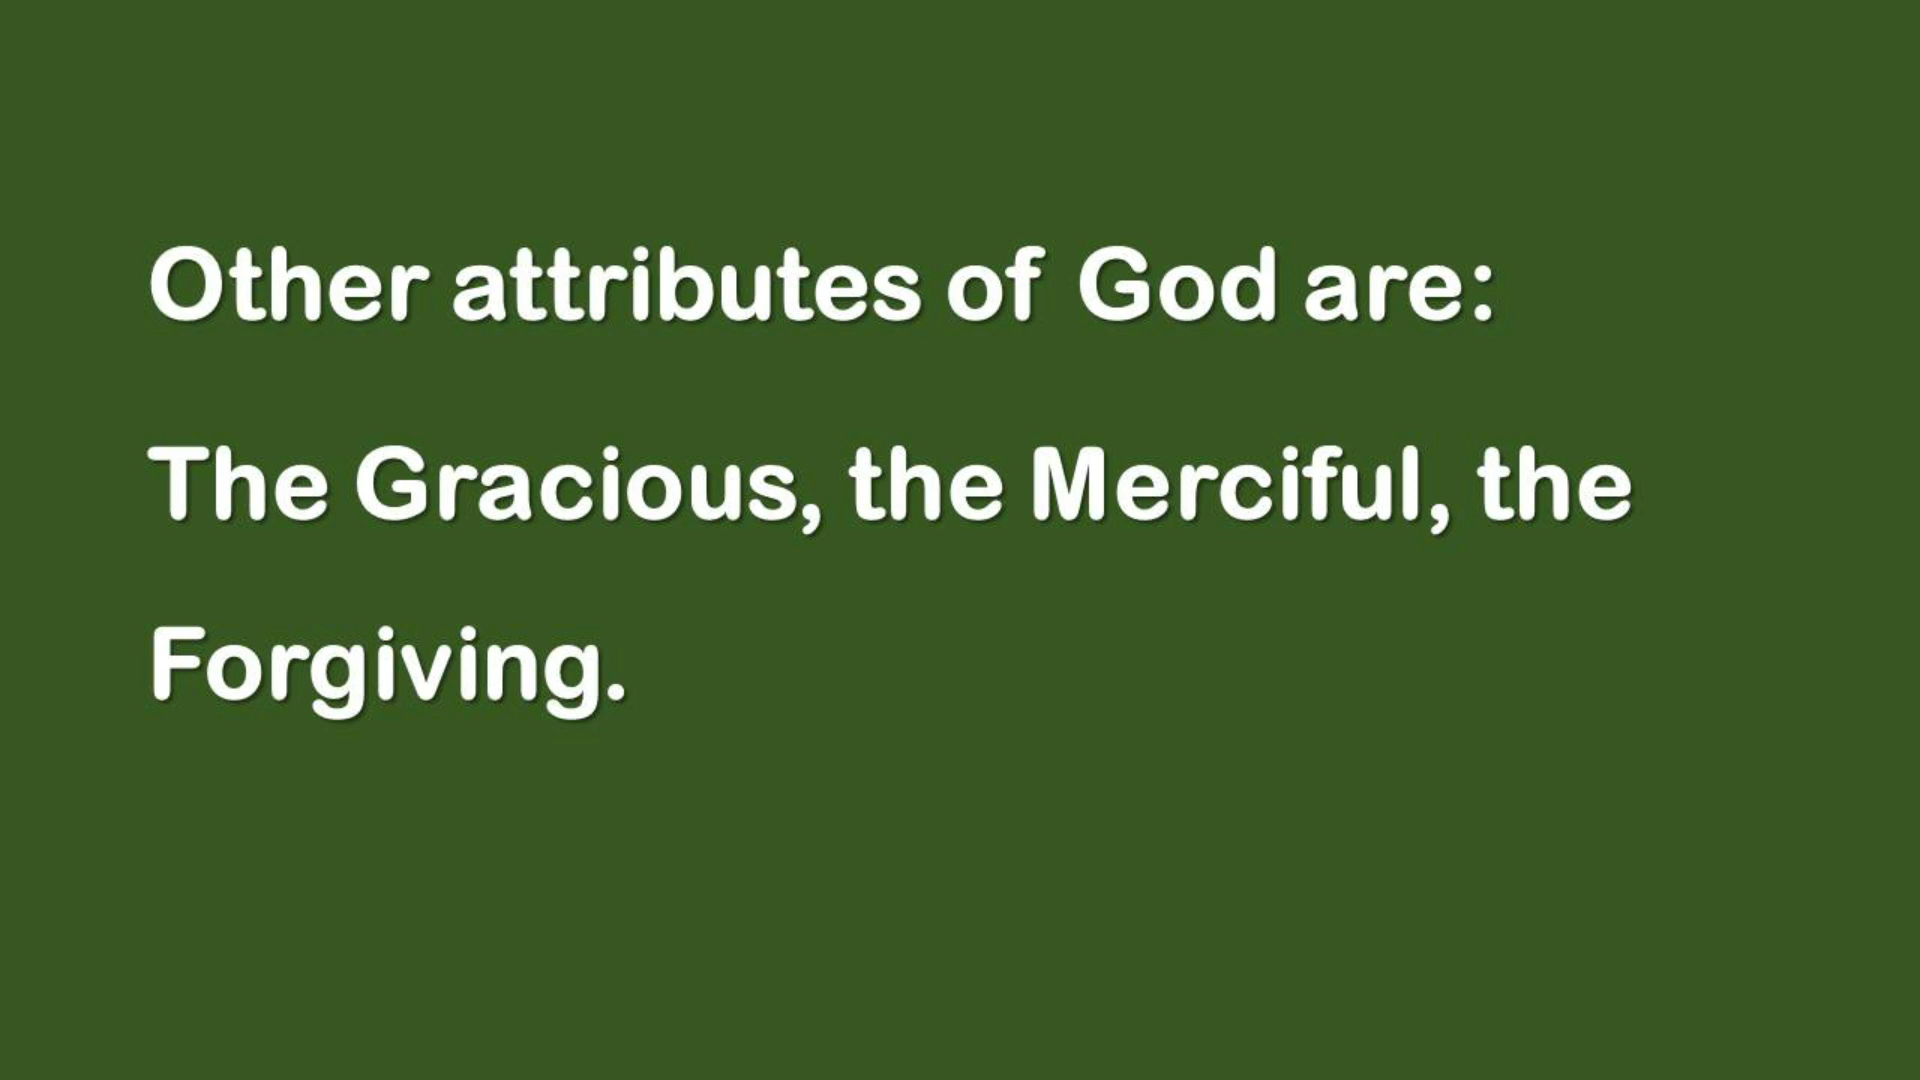 Other attributes of God are:
The Gracious, the Merciful, the
Forgiving.